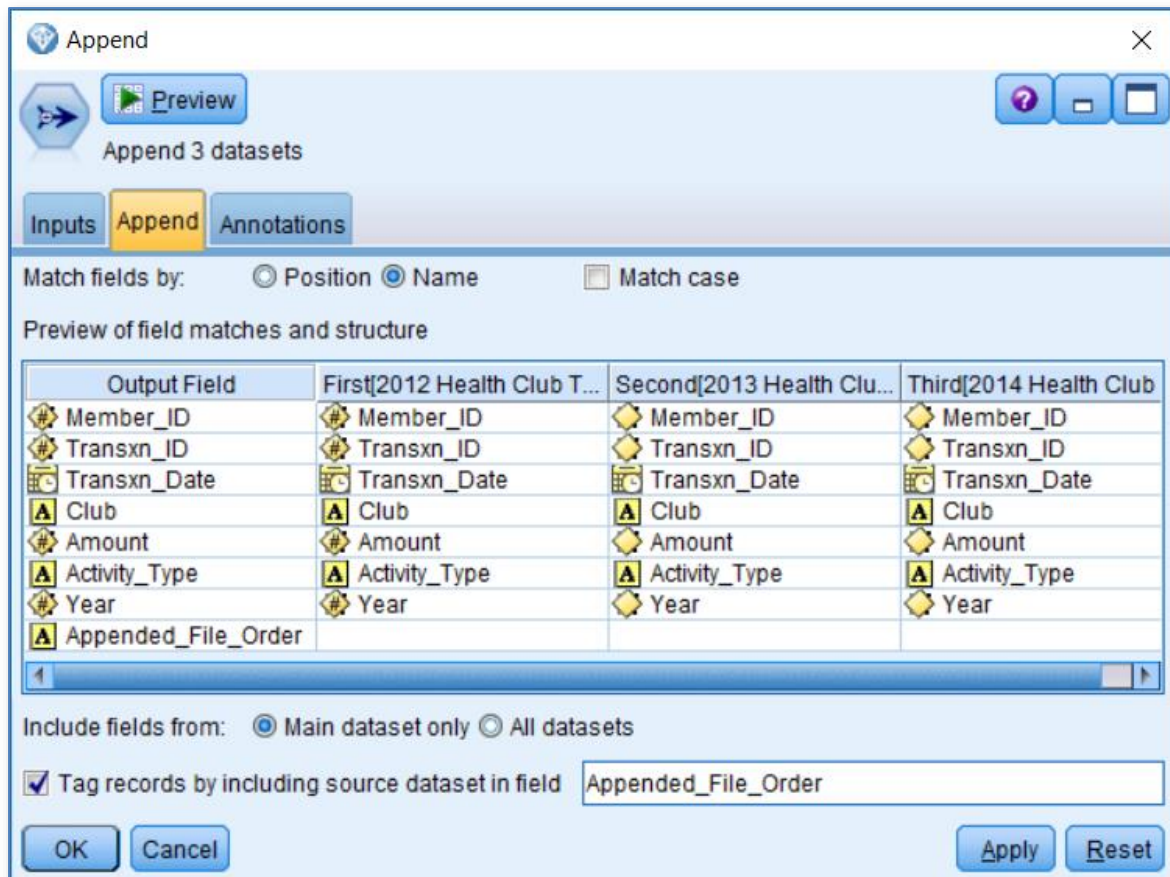 Append
Preview
Append 3 datasets
Inputs Append Annotations
Match fields by: Position Name Match case
Preview of field matches and structure
Output Field First[2012 Health Club T... Second[2013 Health Clu... Third[2014 Health Club
# Member_ID # Member_ID Member_ID Member_ID
# Transxn_ID # Transxn_ID Transxn_ID Transxn_ID
Transxn_Date Transxn_Date Transxn_Date Transxn_Date
A Club A Club A Club A Club
# Amount # Amount Amount Amount
A Activity_Type A Activity_Type A Activity_Type A Activity_Type
# Year # Year Year Year
A Appended_File_Order
Include fields from: Main dataset only All datasets
Tag records by including source dataset in field Appended_File_Order
OK Cancel Apply Reset